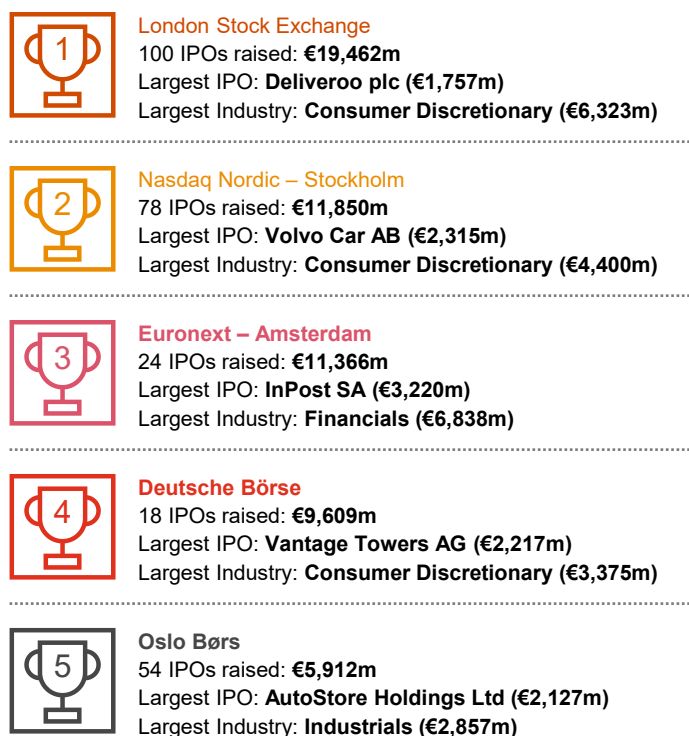 1
London Stock Exchange
100 IPOs raised: €19,462m
Largest IPO: Deliveroo plc (€1,757m)
Largest Industry: Consumer Discretionary (€6,323m)
2
Nasdaq Nordic – Stockholm
78 IPOs raised: €11,850m
Largest IPO: Volvo Car AB (€2,315m)
Largest Industry: Consumer Discretionary (€4,400m)
3
Euronext – Amsterdam
24 IPOs raised: €11,366m
Largest IPO: InPost SA (€3,220m)
Largest Industry: Financials (€6,838m)
4
Deutsche Börse
18 IPOs raised: €9,609m
Largest IPO: Vantage Towers AG (€2,217m)
Largest Industry: Consumer Discretionary (€3,375m)
5
Oslo Børs
54 IPOs raised: €5,912m
Largest IPO: AutoStore Holdings Ltd (€2,127m)
Largest Industry: Industrials (€2,857m)